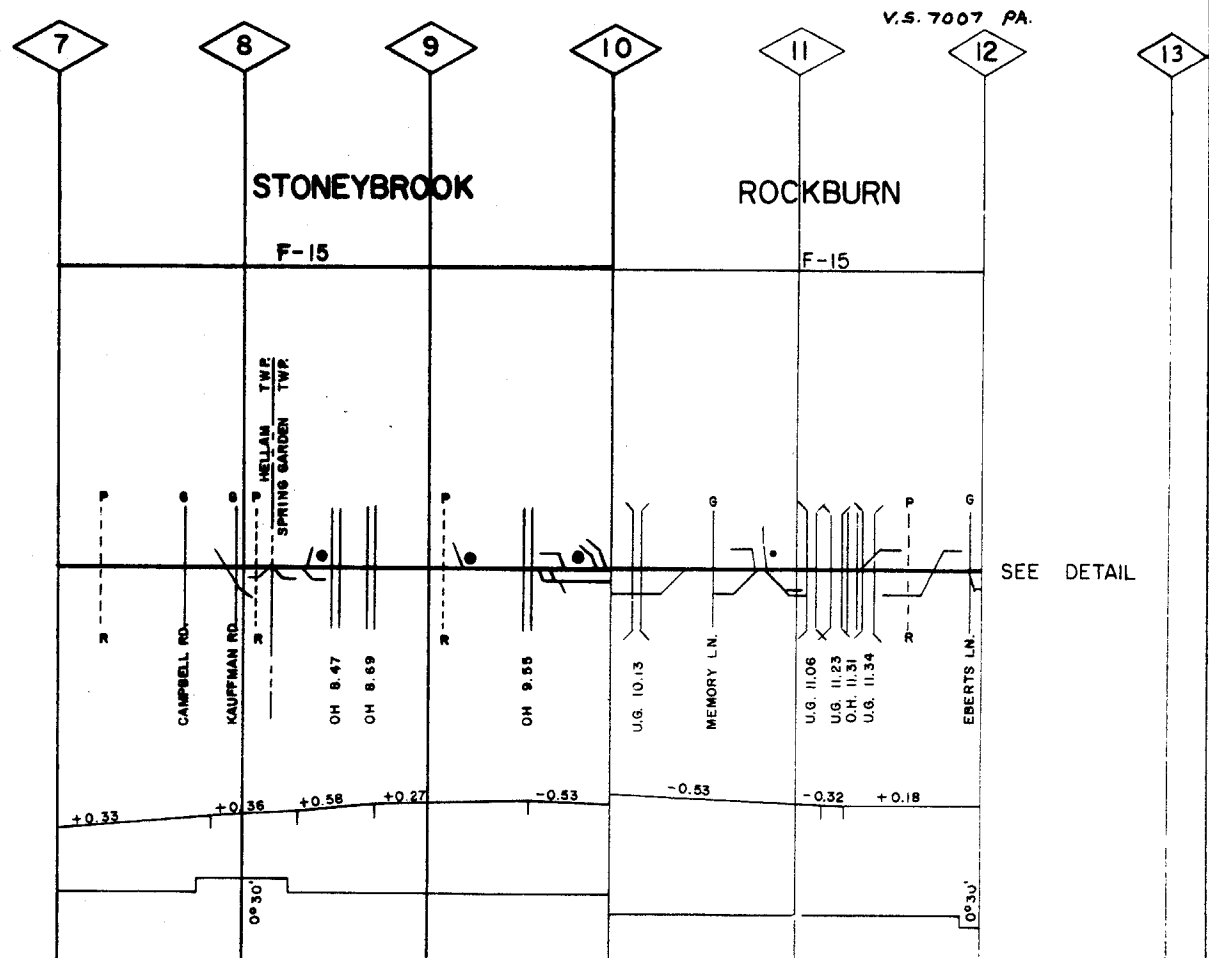 V.S. 7007 PA.
7 8 9 10 11 12 13
STONEYBROOK ROCKBURN
F-15 F-15
HELLAM TWP.
SPRING GARDEN TWP.
P G G P P G P G
R R R R
SEE DETAIL
CAMPBELL RD.
KAUFFMAN RD.
OH 8.47
OH 8.69
OH 9.55
U.G. 10.13
MEMORY LN.
U.G. 11.06
U.G. 11.23
O.H. 11.31
U.G. 11.34
EBERTS LN.
+0.33 +0.36 +0.58 +0.27 -0.53 -0.53 -0.32 +0.18
0°30' 0°30'